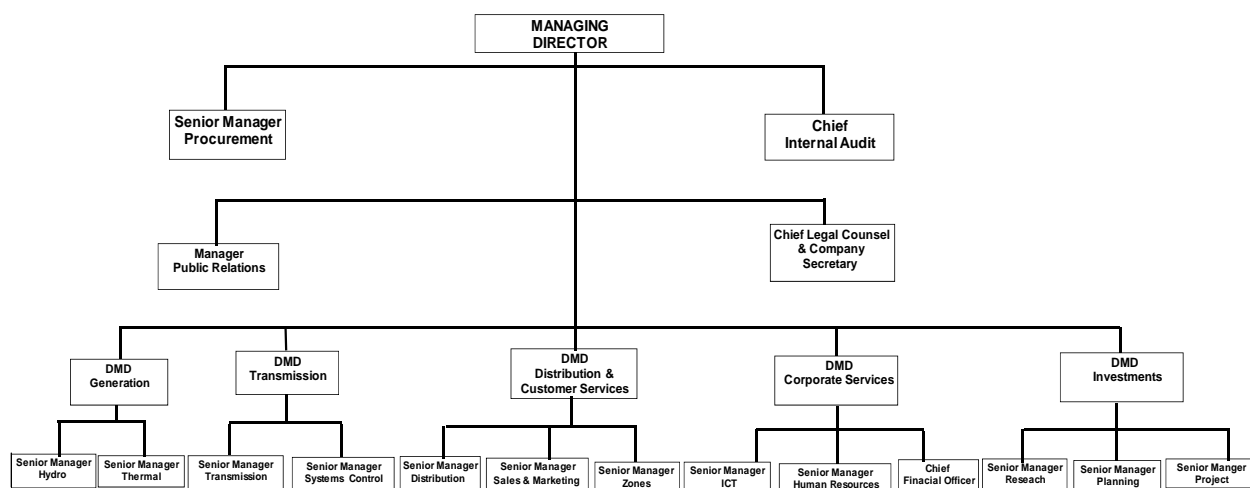 MANAGING
DIRECTOR
Senior Manager
Procurement
Chief
Internal Audit
Manager
Public Relations
Chief Legal Counsel
& Company
Secretary
DMD
Generation
DMD
Transmission
DMD
Distribution &
Customer Services
DMD
Corporate Services
DMD
Investments
Senior Manager
Hydro
Senior Manager
Thermal
Senior Manager
Transmission
Senior Manager
Systems Control
Senior Manager
Distribution
Senior Manager
Sales & Marketing
Senior Manager
Zones
Senior Manager
ICT
Senior Manager
Human Resources
Chief
Finacial Officer
Senior Manager
Reseach
Senior Manager
Planning
Senior Manger
Project